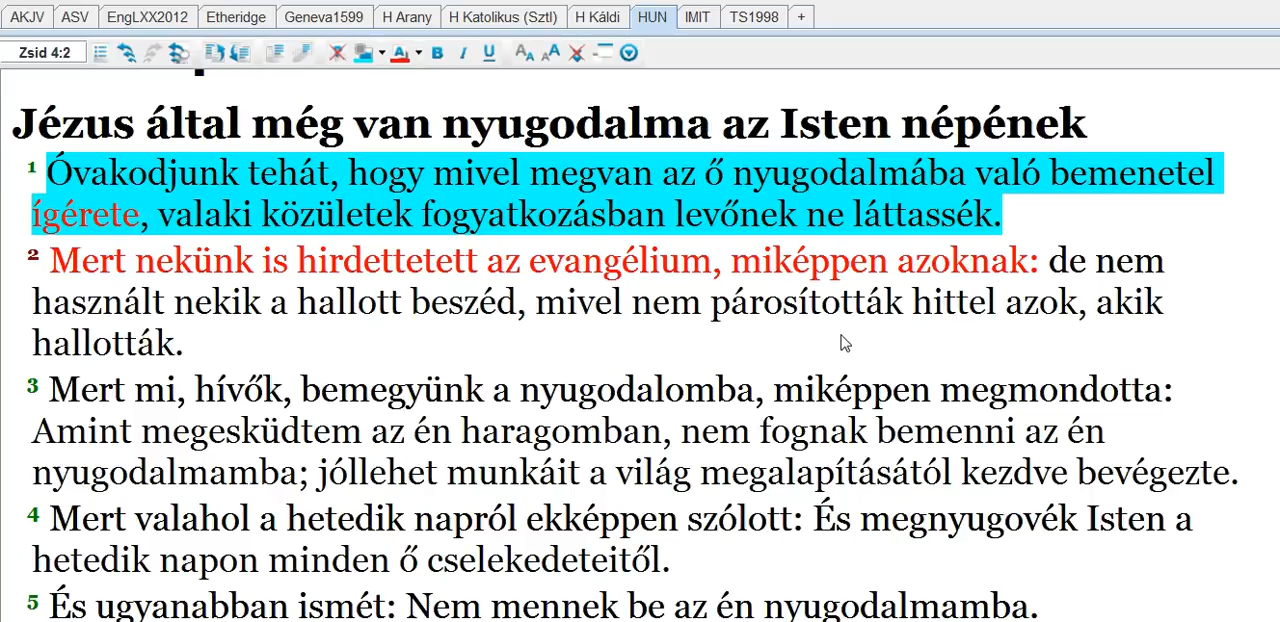 AKJV ASV EngLXX2012 Etheridge Geneva1599 H Arany H Katolikus (Sztl) H Káldi HUN IMIT TS1998 +
Zsid 4:2
Jézus által még van nyugodalma az Isten népének
1 Óvakodjunk tehát, hogy mivel megvan az ő nyugodalmába való bemenetel
ígérete, valaki közületek fogyatkozásban levőnek ne láttassék.
2 Mert nekünk is hirdettetett az evangélium, miképpen azoknak: de nem
használt nekik a hallott beszéd, mivel nem párosították hittel azok, akik
hallották.
3 Mert mi, hívők, bemegyünk a nyugodalomba, miképpen megmondotta:
Amint megesküdtem az én haragomban, nem fognak bemenni az én
nyugodalmamba; jóllehet munkáit a világ megalapításától kezdve bevégezte.
4 Mert valahol a hetedik napról ekképpen szólott: És megnyugovék Isten a
hetedik napon minden ő cselekedeteitől.
5 És ugyanabban ismét: Nem mennek be az én nyugodalmamba.